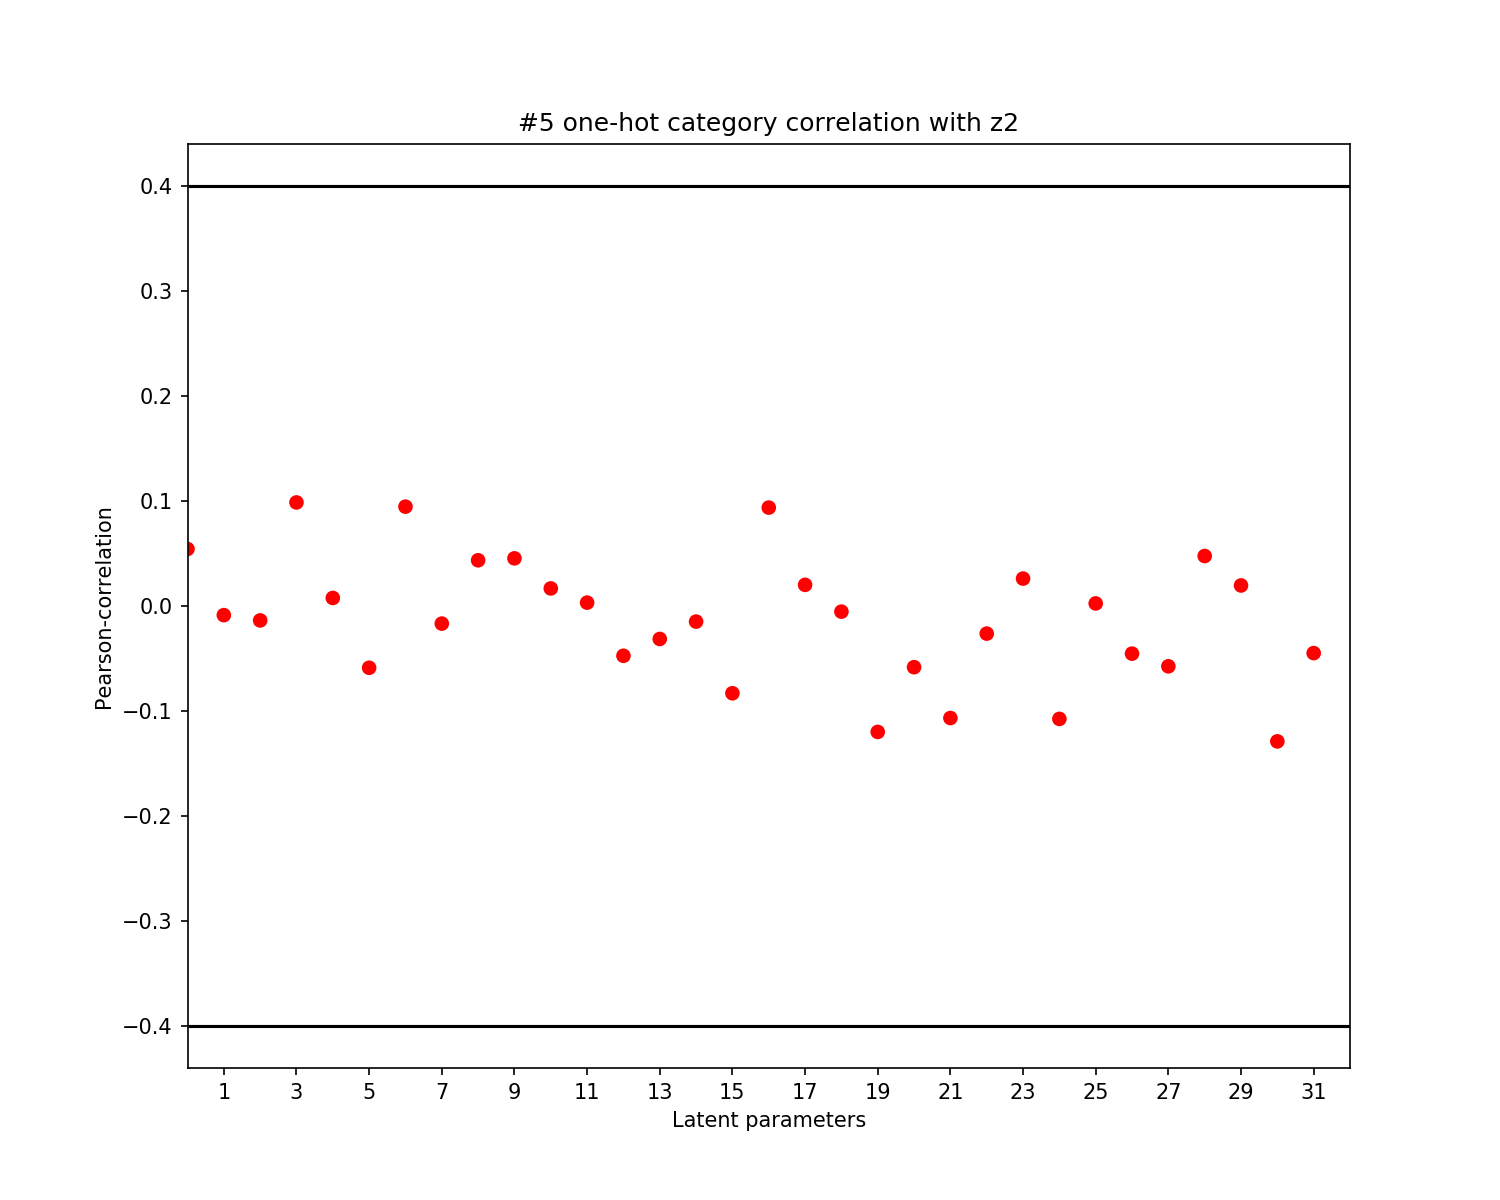 #5 one-hot category correlation with z2
0.4
0.3
0.2
0.1
0.0
−0.1
−0.2
−0.3
−0.4
Pearson-correlation
1 3 5 7 9 11 13 15 17 19 21 23 25 27 29 31
Latent parameters